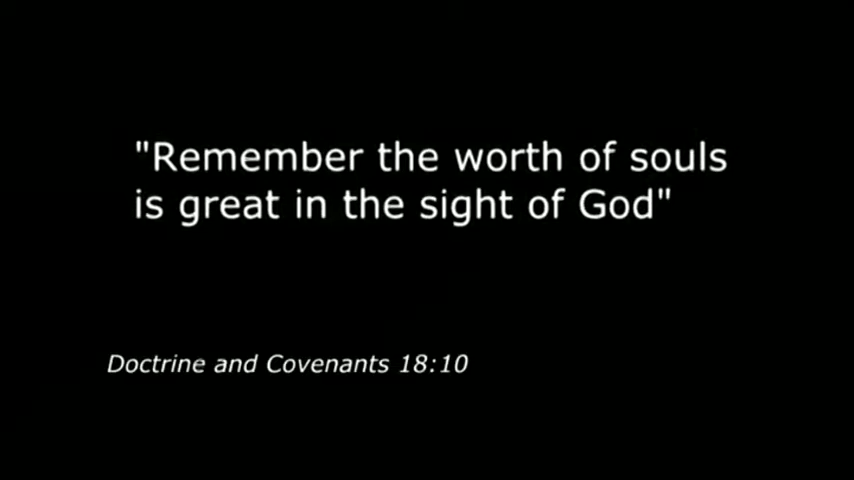 "Remember the worth of souls
is great in the sight of God"
Doctrine and Covenants 18:10